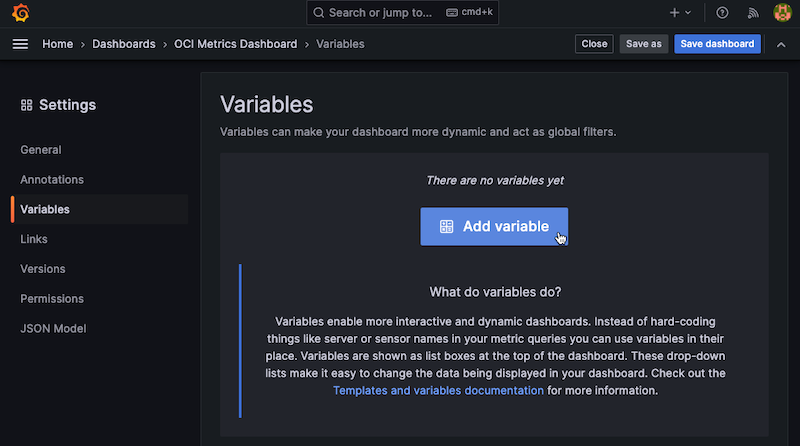 Search or jump to... cmd+k
Home > Dashboards > OCI Metrics Dashboard > Variables Close Save as Save dashboard
Settings
General
Annotations
Variables
Links
Versions
Permissions
JSON Model
Variables
Variables can make your dashboard more dynamic and act as global filters.
There are no variables yet
Add variable
What do variables do?
Variables enable more interactive and dynamic dashboards. Instead of hard-coding
things like server or sensor names in your metric queries you can use variables in their
place. Variables are shown as list boxes at the top of the dashboard. These drop-down
lists make it easy to change the data being displayed in your dashboard. Check out the
Templates and variables documentation for more information.